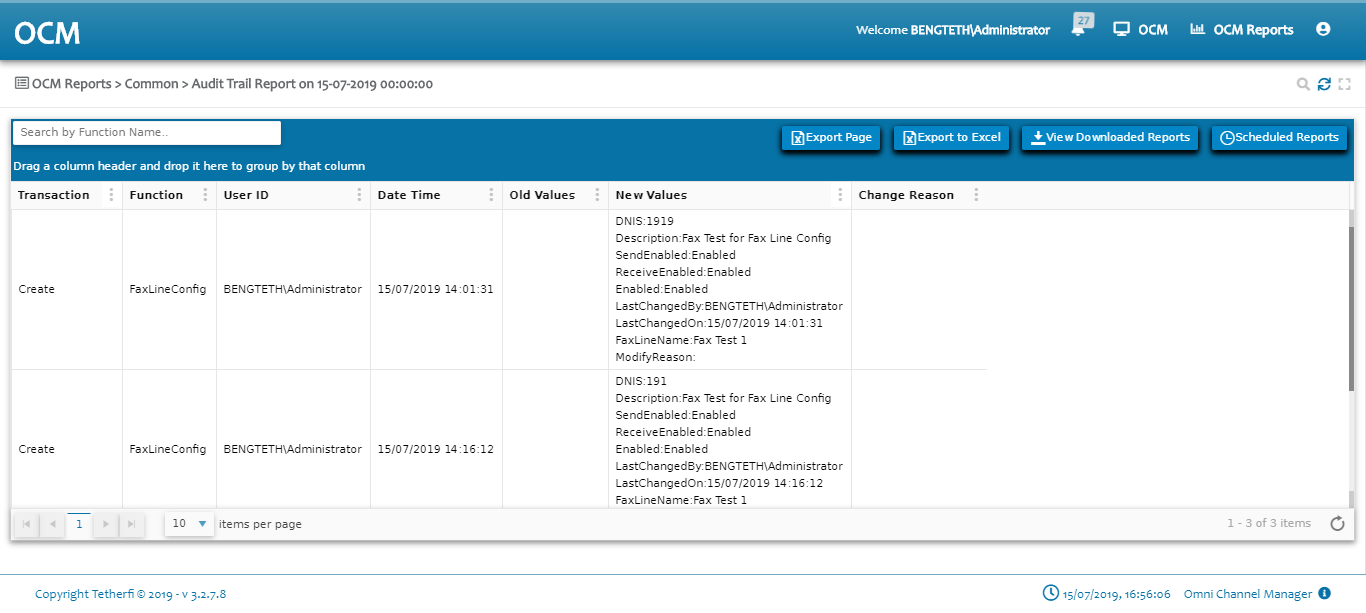 OCM
Welcome BENGTETH\Administrator
27
OCM
OCM Reports
OCM Reports > Common > Audit Trail Report on 15-07-2019 00:00:00
Search by Function Name..
Export Page
Export to Excel
View Downloaded Reports
Scheduled Reports
Drag a column header and drop it here to group by that column
Transaction Function User ID Date Time Old Values New Values Change Reason
DNIS:1919
Description:Fax Test for Fax Line Config
SendEnabled:Enabled
ReceiveEnabled:Enabled
Create FaxLineConfig BENGTETH\Administrator 15/07/2019 14:01:31 Enabled:Enabled
LastChangedBy:BENGTETH\Administrator
LastChangedOn:15/07/2019 14:01:31
FaxLineName:Fax Test 1
ModifyReason:
DNIS:191
Description:Fax Test for Fax Line Config
SendEnabled:Enabled
ReceiveEnabled:Enabled
Create FaxLineConfig BENGTETH\Administrator 15/07/2019 14:16:12 Enabled:Enabled
LastChangedBy:BENGTETH\Administrator
LastChangedOn:15/07/2019 14:16:12
FaxLineName:Fax Test 1
1 10 items per page 1 - 3 of 3 items
Copyright Tetherfi © 2019 - v 3.2.7.8
15/07/2019, 16:56:06 Omni Channel Manager